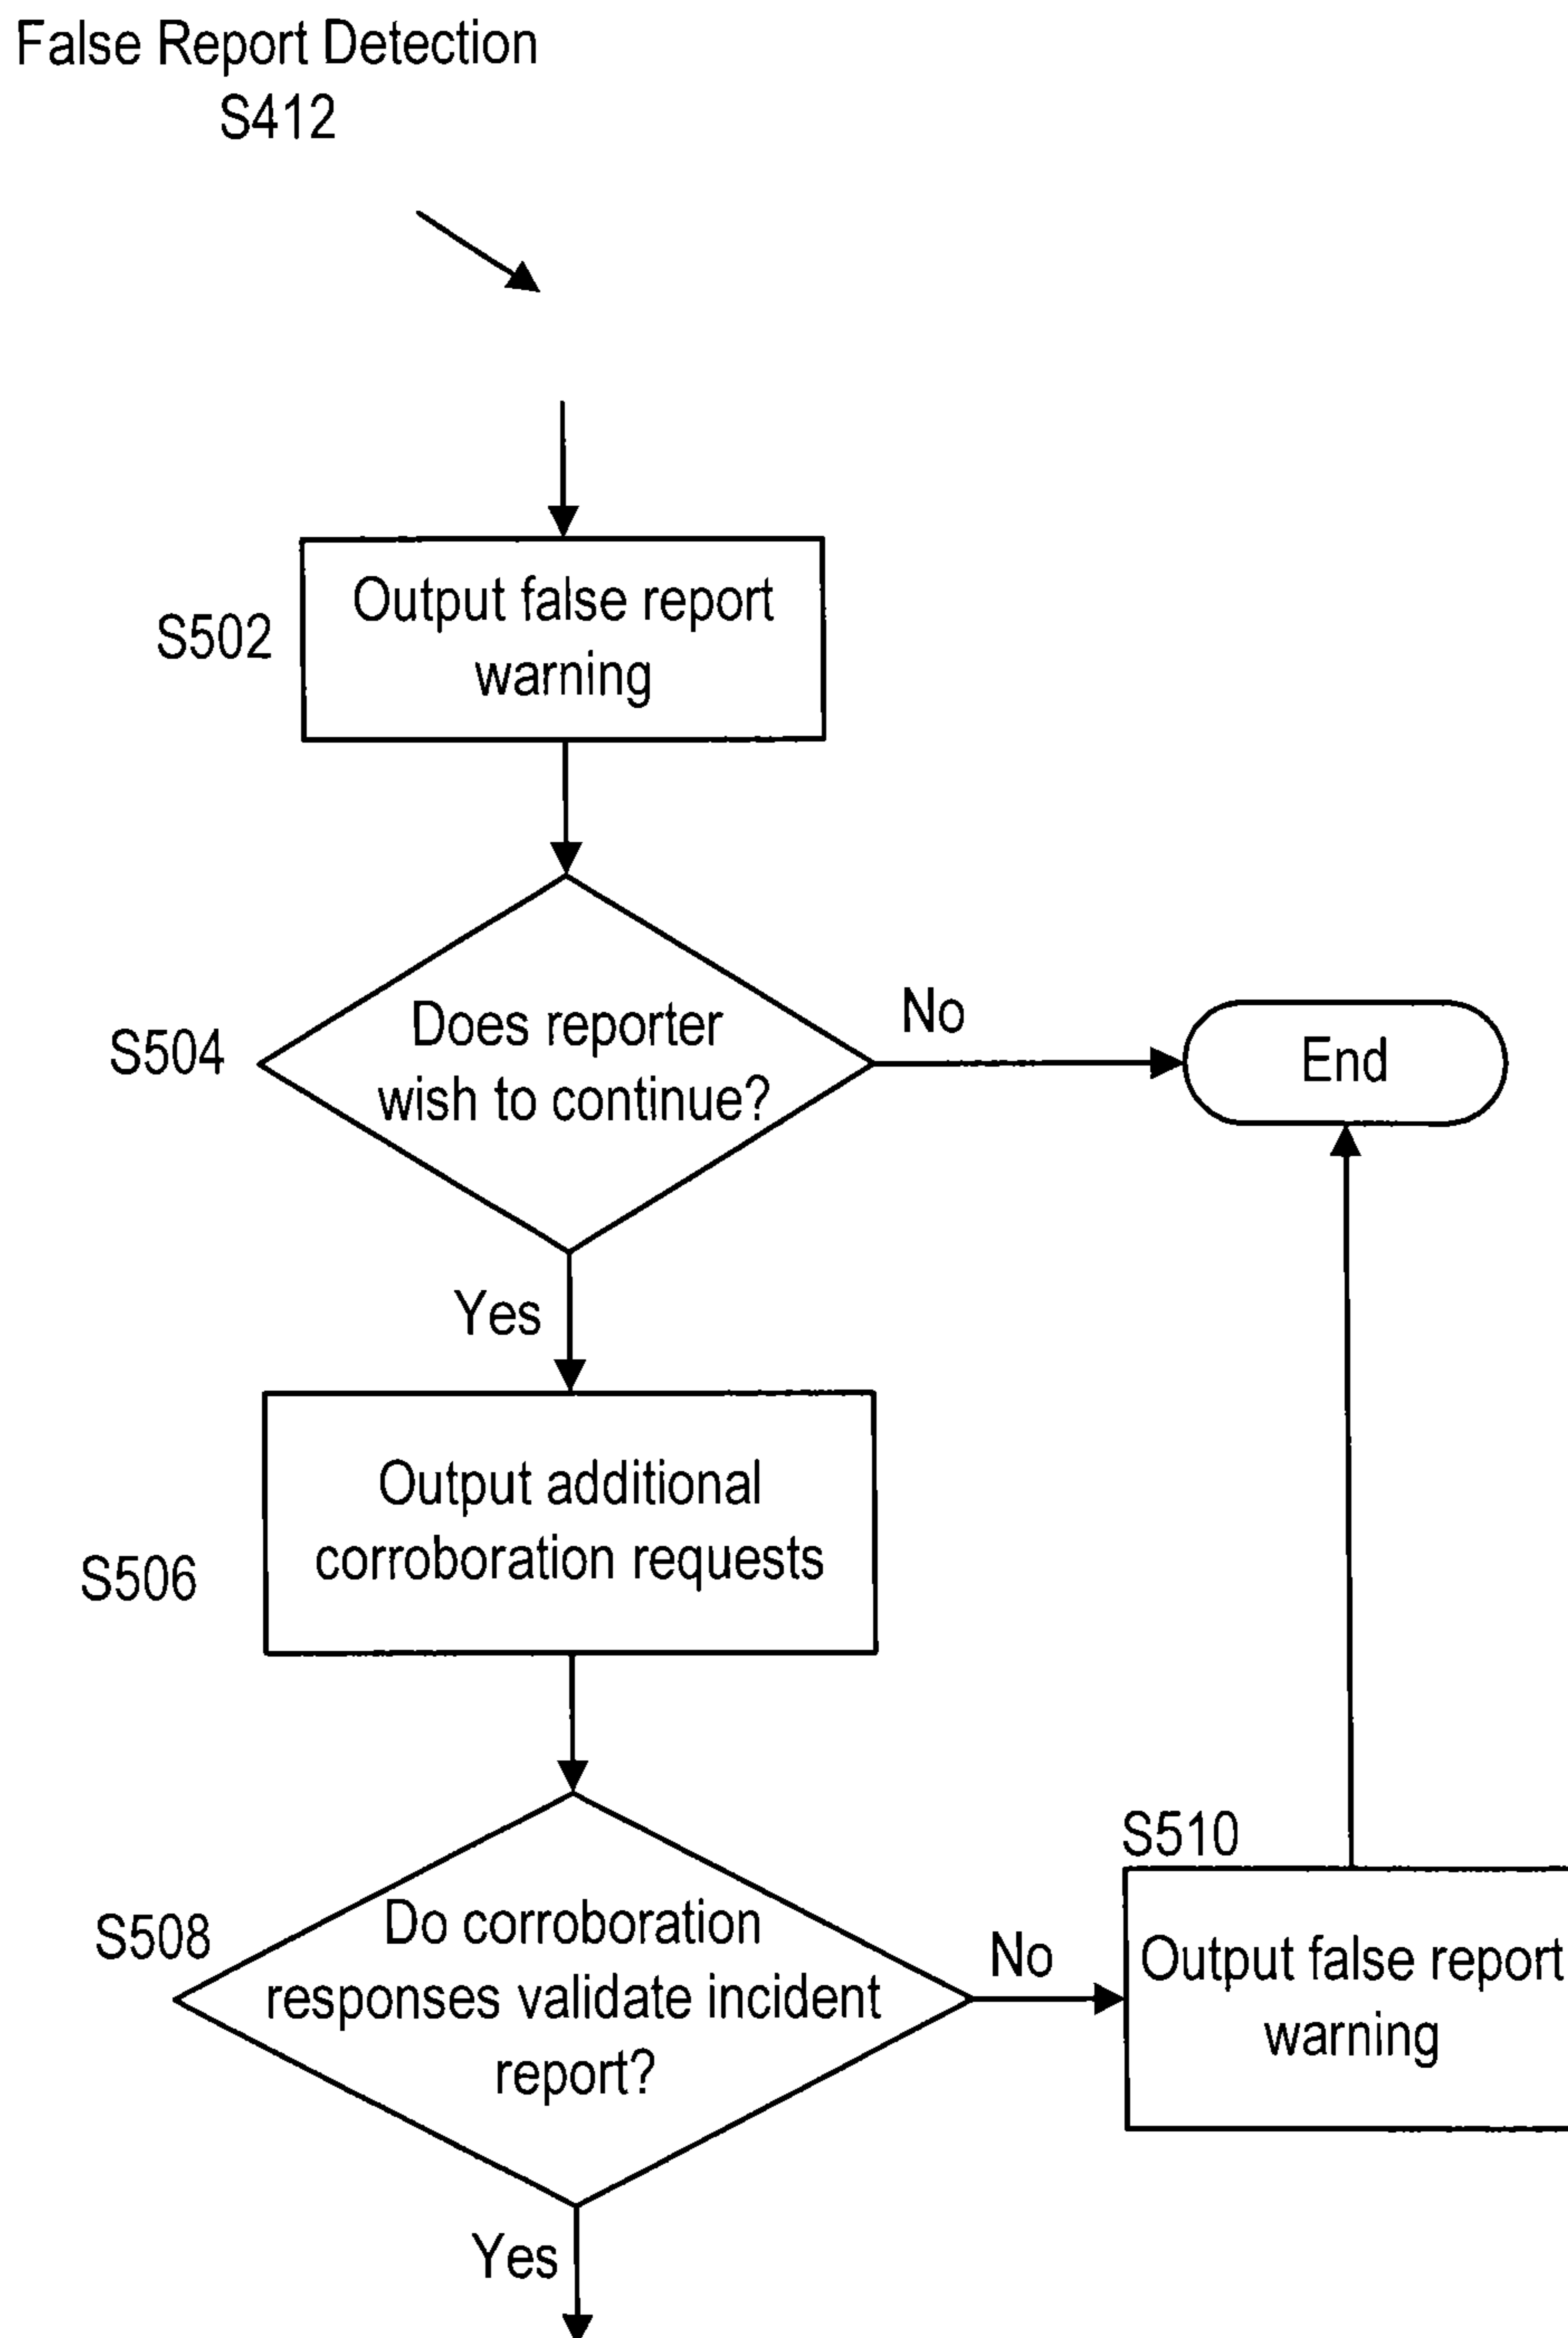 False Report Detection
S412
S502
Output false report
warning
S504
Does reporter
wish to continue?
No
End
Yes
S506
Output additional
corroboration requests
S508
Do corroboration
responses validate incident
report?
No
S510
Output false report
warning
Yes